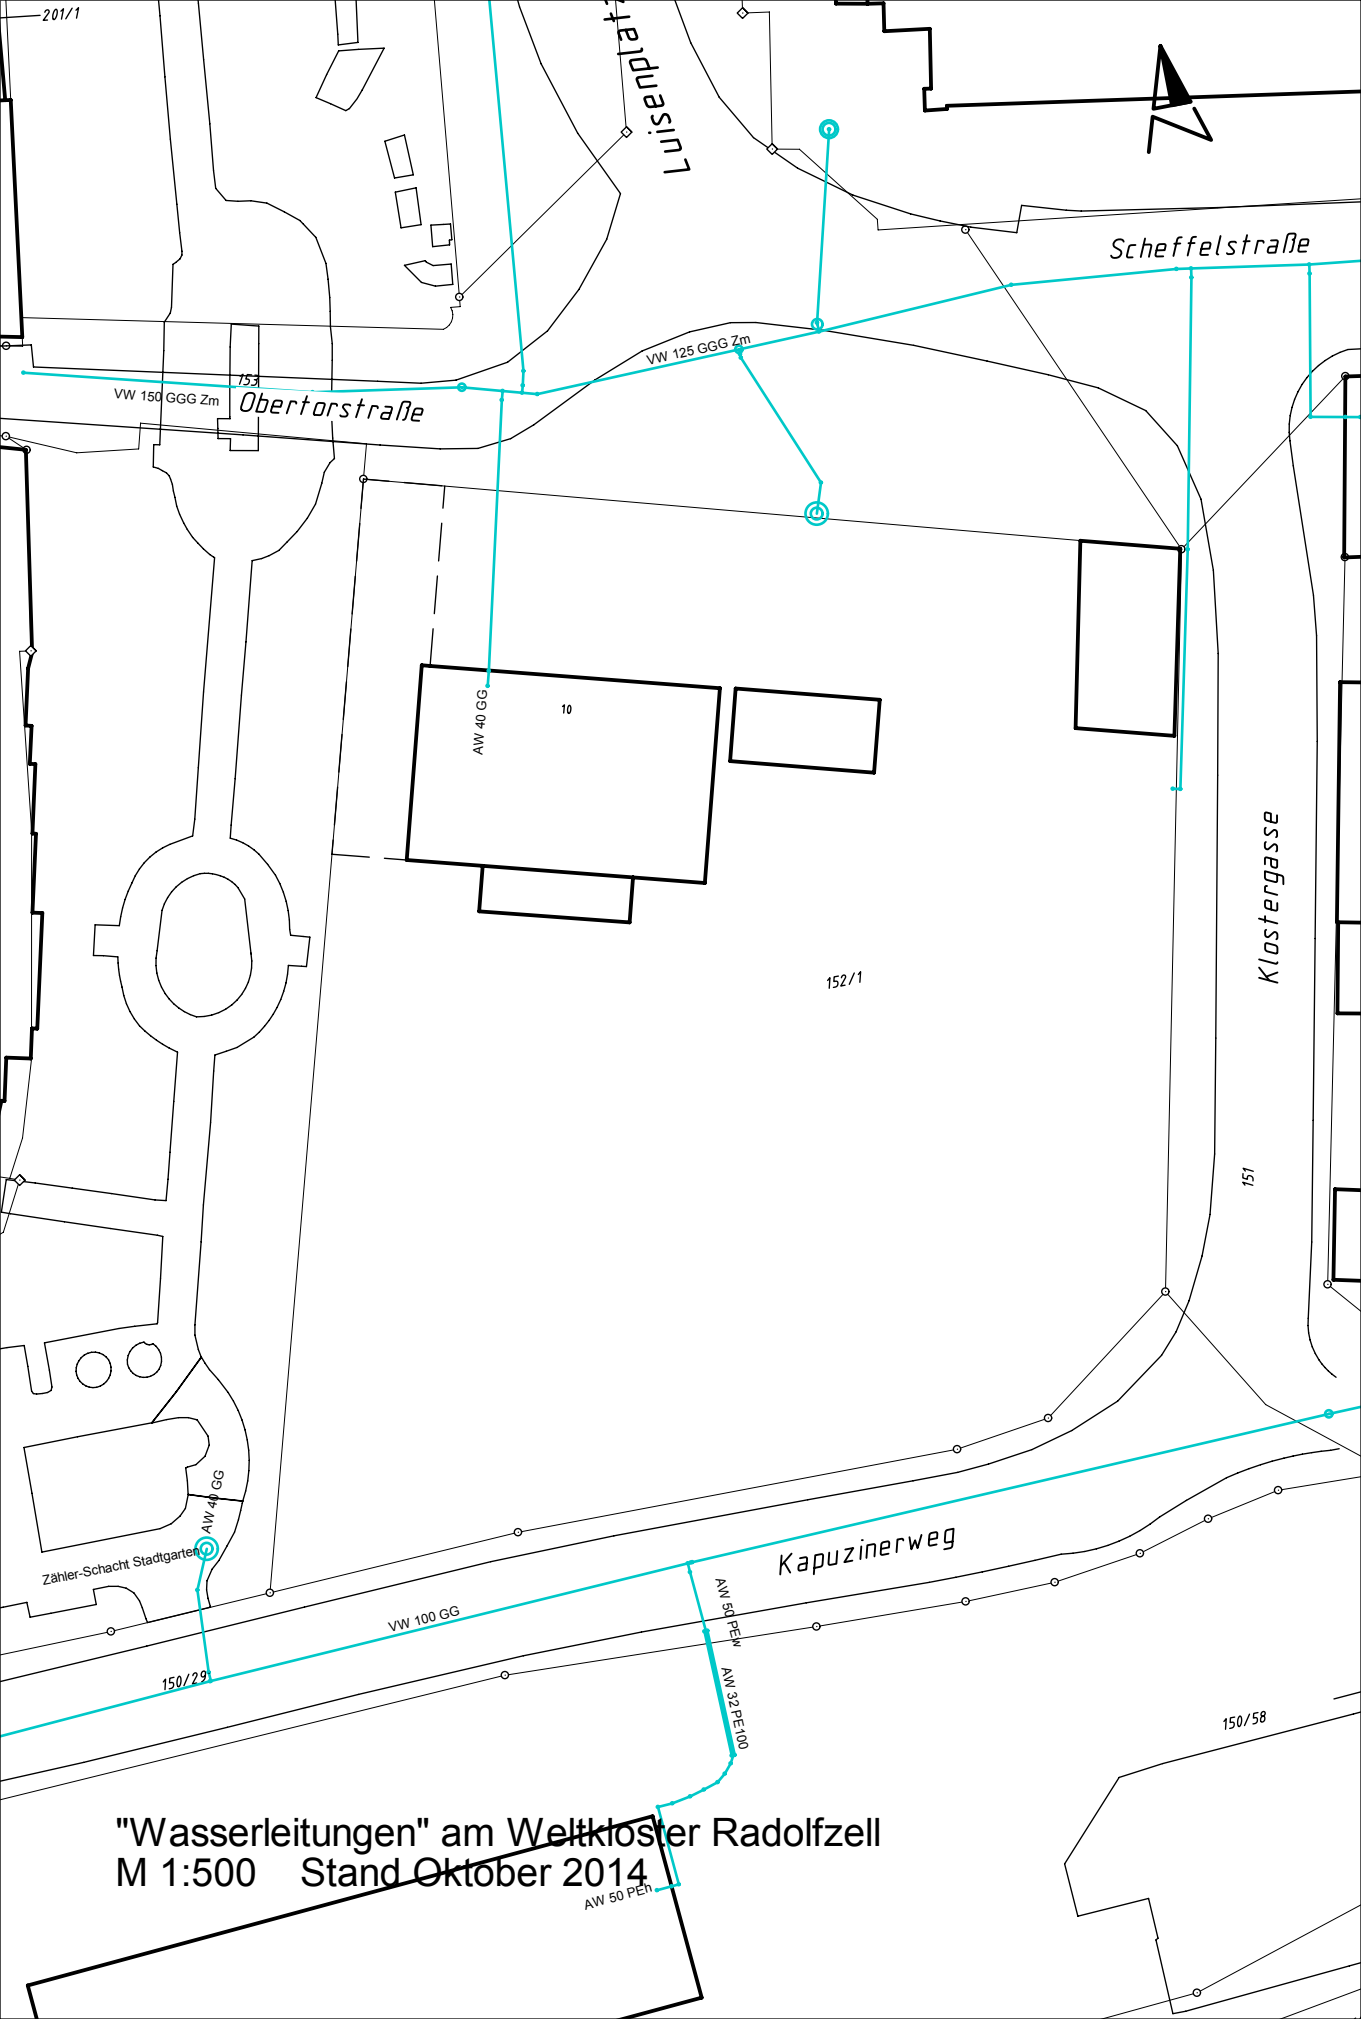 201/1
Luisenplatz
Scheffelstraße
VW 125 GGG Zm
153
VW 150 GGG Zm
Obertorstraße
AW 40 GG
10
152/1
Klostergasse
151
AW 40 GG
Zähler-Schacht Stadtgarten
Kapuzinerweg
VW 100 GG
AW 50 PEw
150/29
AW 32 PE100
150/58
"Wasserleitungen" am Weltkloster Radolfzell
M 1:500 Stand Oktober 2014
AW 50 PEh